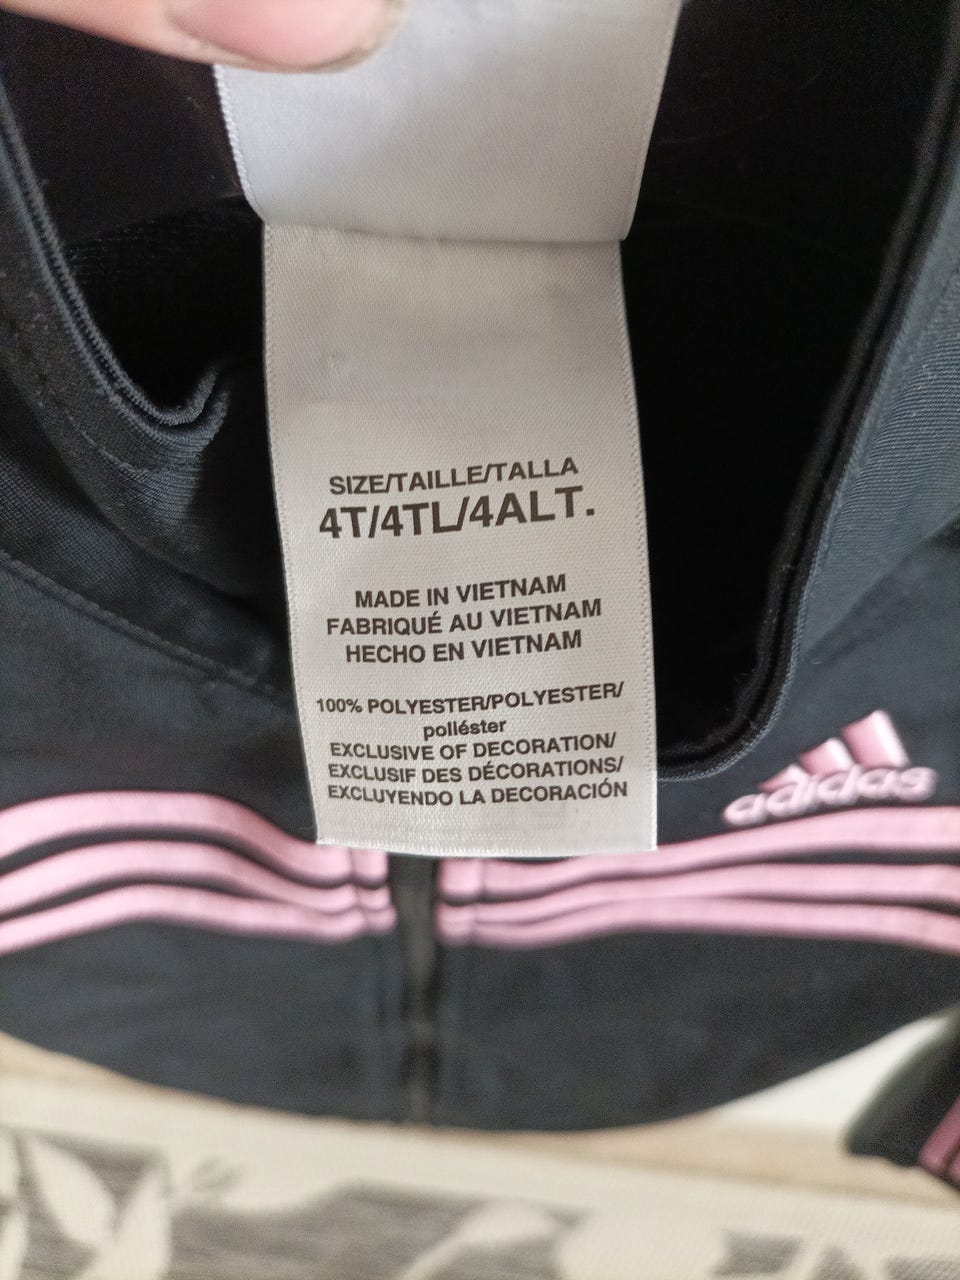 SIZE/TAILLE/TALLA
4T/4TL/4ALT.
MADE IN VIETNAM
FABRIQUÉ AU VIETNAM
HECHO EN VIETNAM
100% POLYESTER/POLYESTER/
poliéster
EXCLUSIVE OF DECORATION/
EXCLUSIF DES DÉCORATIONS/
EXCLUYENDO LA DECORACIÓN
adidas